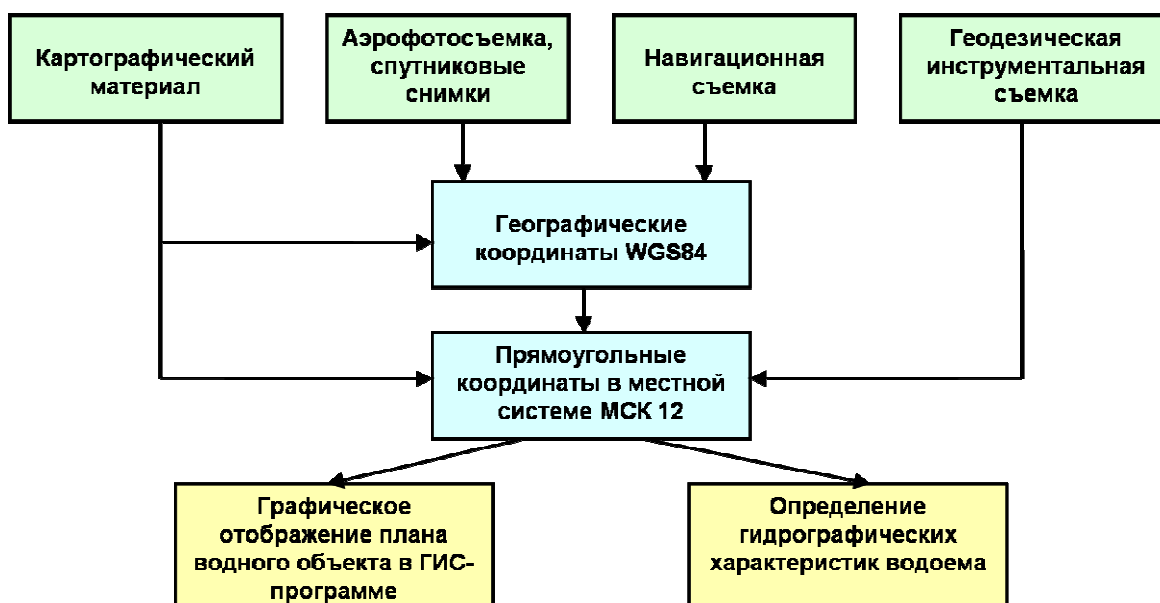 Картографический
материал
Аэрофотосъемка,
спутниковые
снимки
Навигационная
съемка
Геодезическая
инструментальная
съемка
Географические
координаты WGS84
Прямоугольные
координаты в местной
системе МСК 12
Графическое
отображение плана
водного объекта в ГИС-
программе
Определение
гидрографических
характеристик водоема